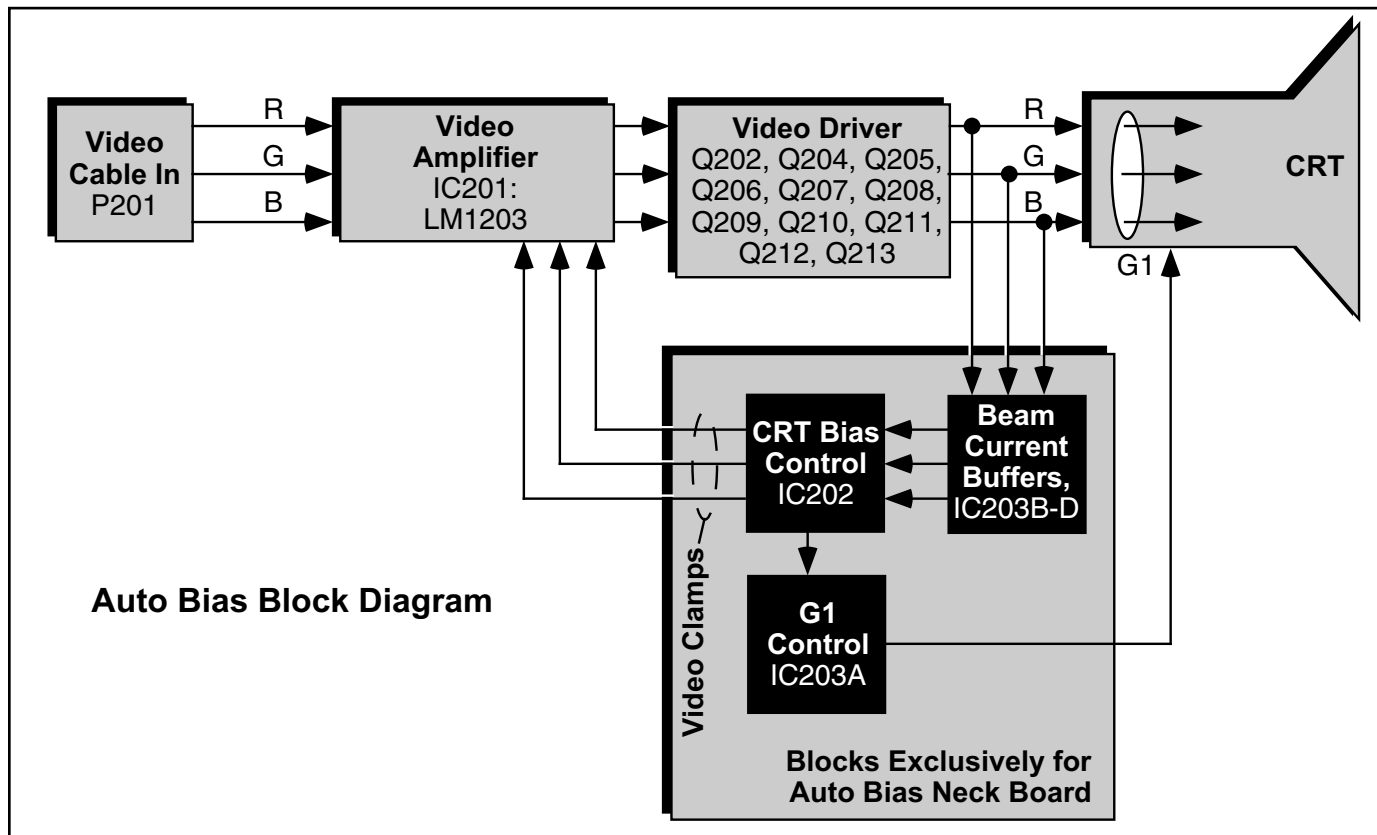 R
G
B
Video
Cable In
P201
Video
Amplifier
IC201:
LM1203
Video Driver
Q202, Q204, Q205,
Q206, Q207, Q208,
Q209, Q210, Q211,
Q212, Q213
R
G
B
CRT
G1
CRT Bias
Control
IC202
Beam
Current
Buffers,
IC203B-D
Video Clamps
G1
Control
IC203A
Auto Bias Block Diagram
Blocks Exclusively for
Auto Bias Neck Board